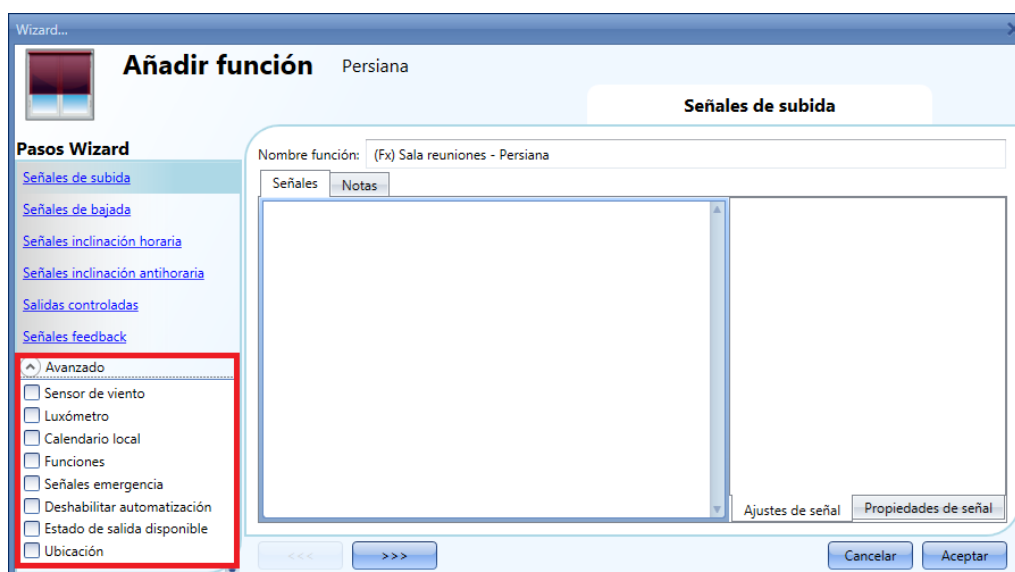 Wizard...
Añadir función Persiana
Señales de subida
Pasos Wizard
Señales de subida
Señales de bajada
Señales inclinación horaria
Señales inclinación antihoraria
Salidas controladas
Señales feedback
Avanzado
Sensor de viento
Luxómetro
Calendario local
Funciones
Señales emergencia
Deshabilitar automatización
Estado de salida disponible
Ubicación
Nombre función: (Fx) Sala reuniones - Persiana
Señales Notas
Ajustes de señal Propiedades de señal
<<< >>> Cancelar Aceptar